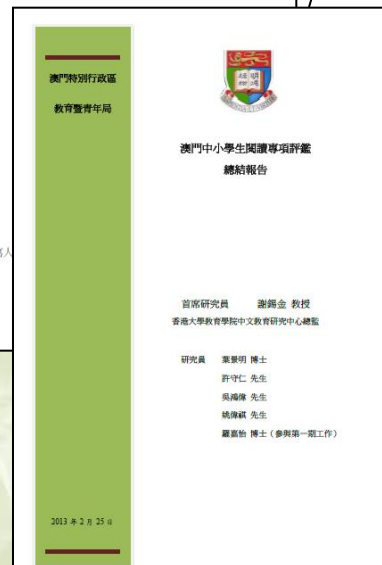 澳門特別行政區
教育暨青年局
澳門中小學生閱讀專項評鑑
總結報告
首席研究員 謝錫金 教授
香港大學教育學院中文教育研究中心總監
研究員 葉景明 博士
許守仁 先生
吳鴻偉 先生
姚偉祺 先生
羅嘉怡 博士（參與第一期工作）
2013 年 2 月 25 日